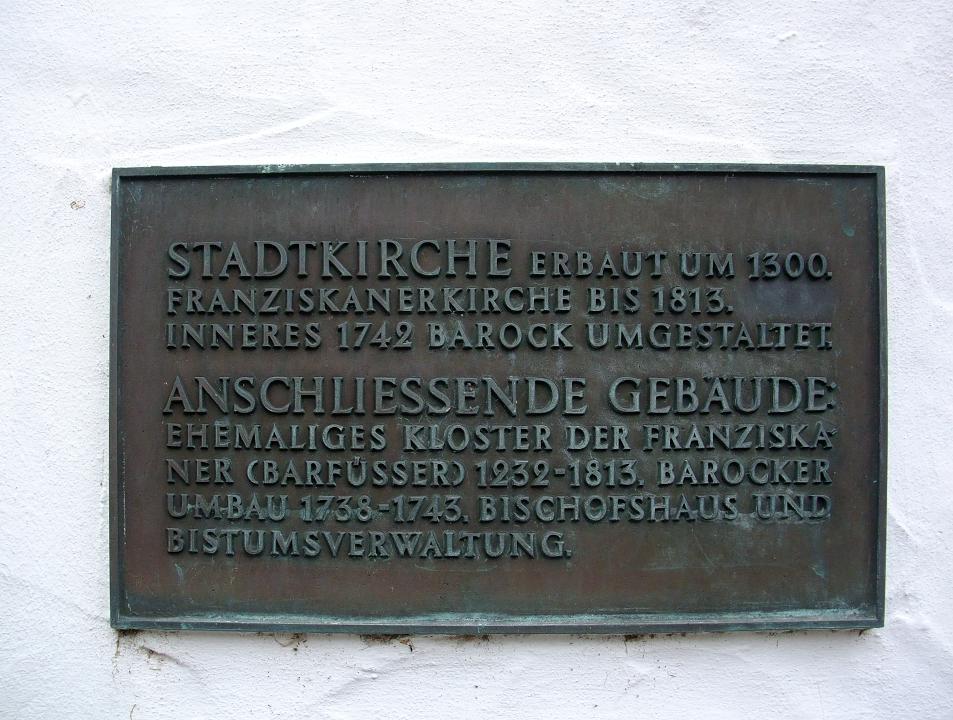 STADTKIRCHE ERBAUT UM 1300.
FRANZISKANERKIRCHE BIS 1813.
INNERES 1742 BAROCK UMGESTALTET.
ANSCHLIESSENDE GEBÄUDE:
EHEMALIGES KLOSTER DER FRANZISKA-
NER (BARFÜSSER) 1232-1813. BAROCKER
UMBAU 1738-1743. BISCHOFSHAUS UND
BISTUMSVERWALTUNG.